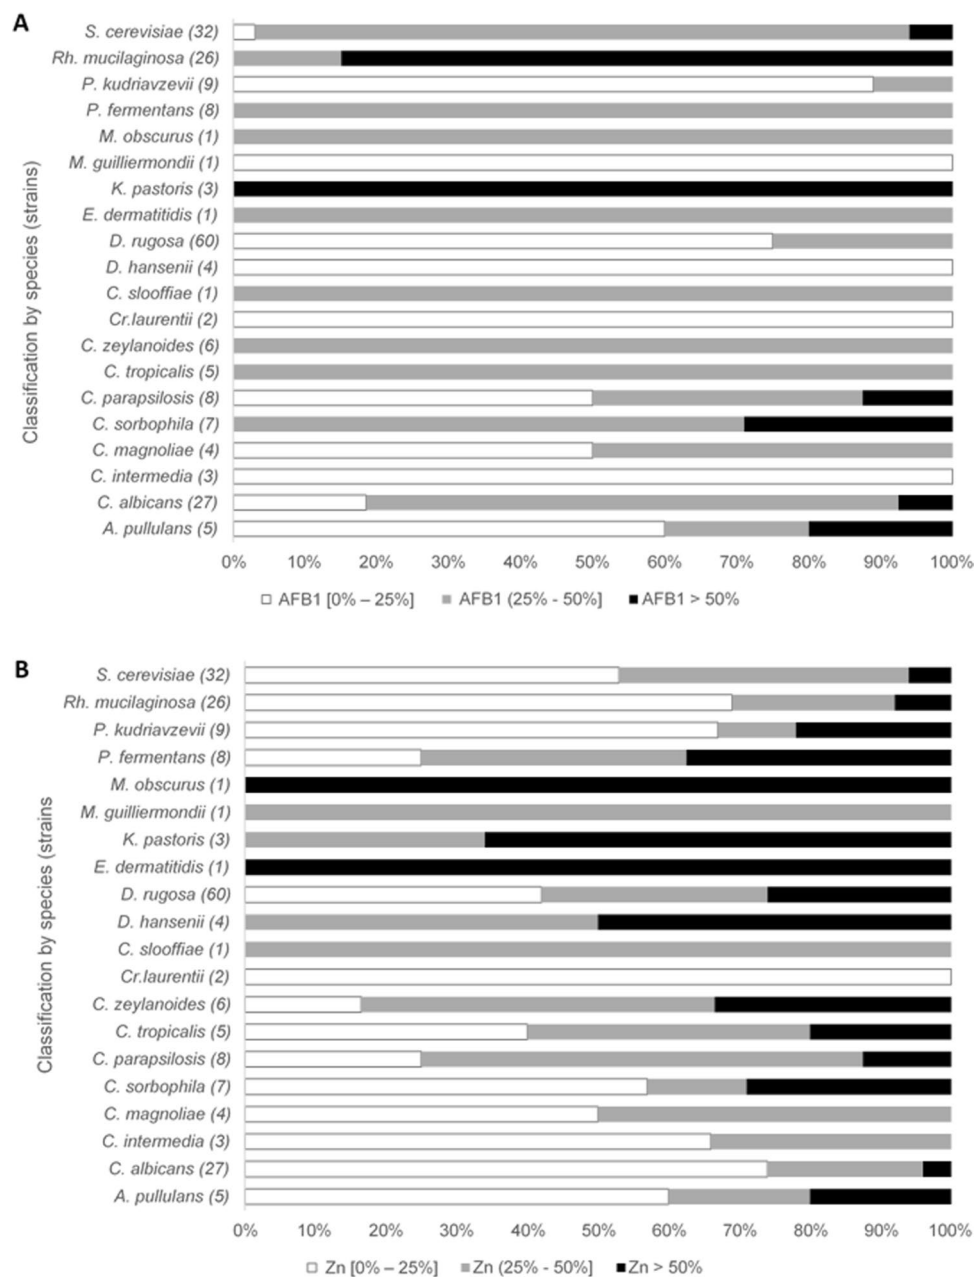 A
Classification by species (strains)
S. cerevisiae (32)
Rh. mucilaginosa (26)
P. kudriavzevii (9)
P. fermentans (8)
M. obscurus (1)
M. guilliermondii (1)
K. pastoris (3)
E. dermatitidis (1)
D. rugosa (60)
D. hansenii (4)
C. slooffiae (1)
Cr.laurentii (2)
C. zeylanoides (6)
C. tropicalis (5)
C. parapsilosis (8)
C. sorbophila (7)
C. magnoliae (4)
C. intermedia (3)
C. albicans (27)
A. pullulans (5)
0% 10% 20% 30% 40% 50% 60% 70% 80% 90% 100%
AFB1 [0% – 25%] AFB1 (25% - 50%] AFB1 > 50%
B
Classification by species (strains
S. cerevisiae (32)
Rh. mucilaginosa (26)
P. kudriavzevii (9)
P. fermentans (8)
M. obscurus (1)
M. guilliermondii (1)
K. pastoris (3)
E. dermatitidis (1)
D. rugosa (60)
D. hansenii (4)
C. slooffiae (1)
Cr.laurentii (2)
C. zeylanoides (6)
C. tropicalis (5)
C. parapsilosis (8)
C. sorbophila (7)
C. magnoliae (4)
C. intermedia (3)
C. albicans (27)
A. pullulans (5)
0% 10% 20% 30% 40% 50% 60% 70% 80% 90% 100%
Zn [0% – 25%] Zn (25% - 50%] Zn > 50%